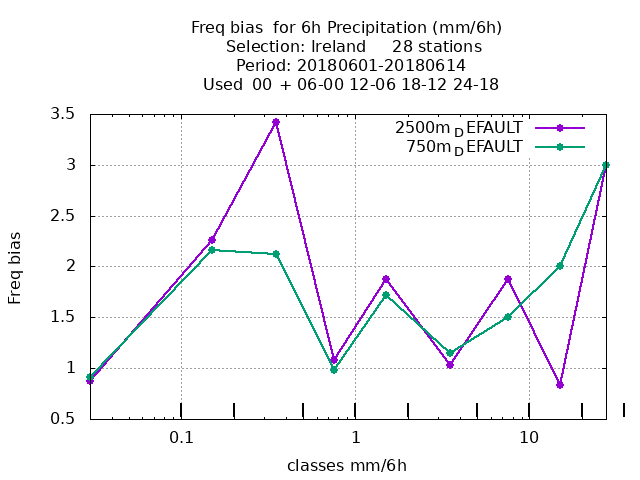 Freq bias  for 6h Precipitation (mm/6h)
Selection: Ireland     28 stations
Period: 20180601-20180614
Used  00  + 06-00 12-06 18-12 24-18
3.5
2500m_DEFAULT
750m_DEFAULT
3
2.5
2
1.5
1
0.5
Freq bias
0.1
1
10
classes mm/6h